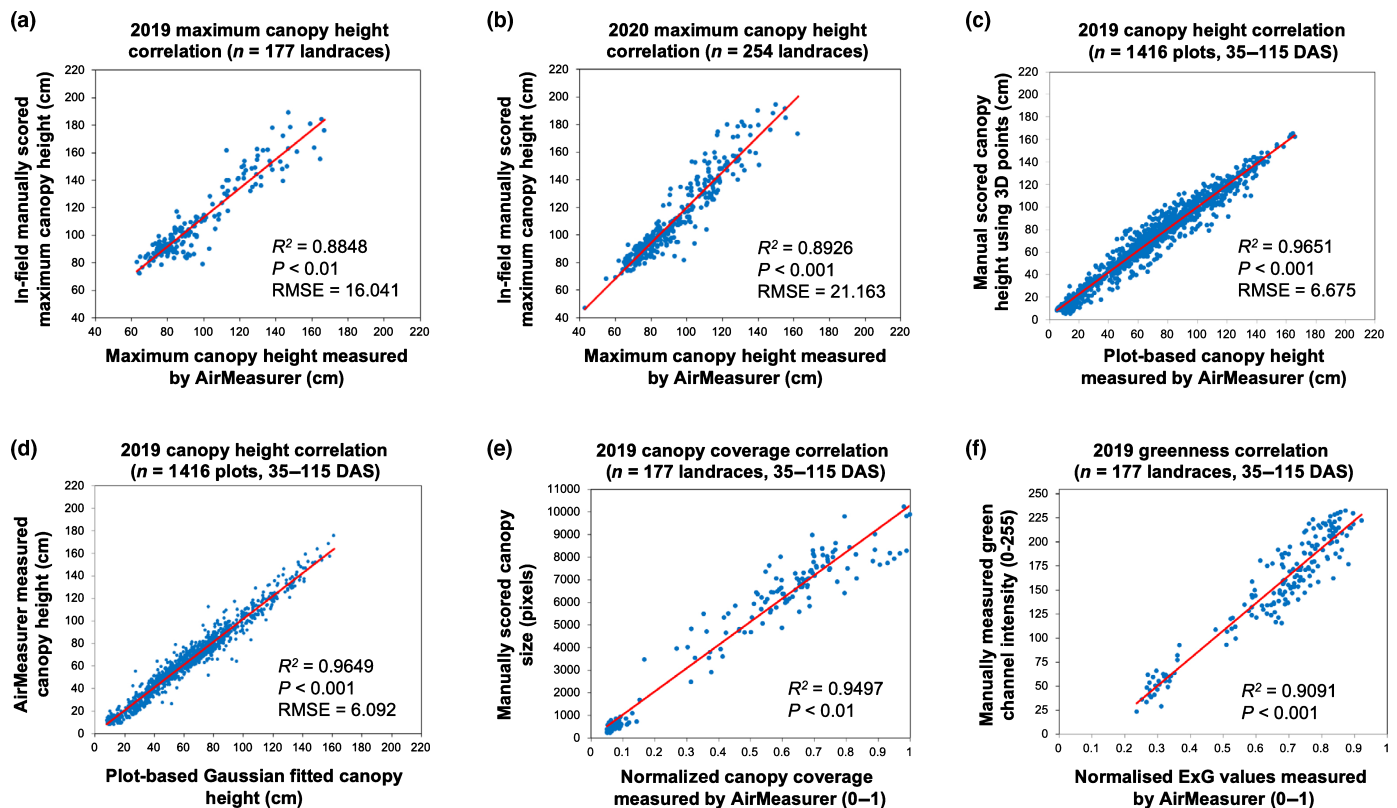 (a)
2019 maximum canopy height
correlation (n = 177 landraces)
In-field manually scored
maximum canopy height (cm)
220
200
180
160
140
120
100
80
60
40
R² = 0.8848
P < 0.01
RMSE = 16.041
40 60 80 100 120 140 160 180 200 220
Maximum canopy height measured
by AirMeasurer (cm)
(b)
2020 maximum canopy height
correlation (n = 254 landraces)
In-field manually scored
maximum canopy height (cm)
220
200
180
160
140
120
100
80
60
40
R² = 0.8926
P < 0.001
RMSE = 21.163
40 60 80 100 120 140 160 180 200 220
Maximum canopy height measured
by AirMeasurer (cm)
(c)
2019 canopy height correlation
(n = 1416 plots, 35–115 DAS)
Manual scored canopy
height using 3D points (cm)
220
200
180
160
140
120
100
80
60
40
20
0
R² = 0.9651
P < 0.001
RMSE = 6.675
0 20 40 60 80 100 120 140 160 180 200 220
Plot-based canopy height
measured by AirMeasurer (cm)
(d)
2019 canopy height correlation
(n = 1416 plots, 35–115 DAS)
AirMeasurer measured
canopy height (cm)
220
200
180
160
140
120
100
80
60
40
20
0
R² = 0.9649
P < 0.001
RMSE = 6.092
0 20 40 60 80 100 120 140 160 180 200 220
Plot-based Gaussian fitted canopy
height (cm)
(e)
2019 canopy coverage correlation
(n = 177 landraces, 35–115 DAS)
Manually scored canopy
size (pixels)
11000
10000
9000
8000
7000
6000
5000
4000
3000
2000
1000
0
R² = 0.9497
P < 0.01
0 0.1 0.2 0.3 0.4 0.5 0.6 0.7 0.8 0.9 1
Normalized canopy coverage
measured by AirMeasurer (0–1)
(f)
2019 greenness correlation
(n = 177 landraces, 35–115 DAS)
Manually measured green
channel intensity (0-255)
250
225
200
175
150
125
100
75
50
25
0
R² = 0.9091
P < 0.001
0 0.1 0.2 0.3 0.4 0.5 0.6 0.7 0.8 0.9 1
Normalised ExG values measured
by AirMeasurer (0–1)